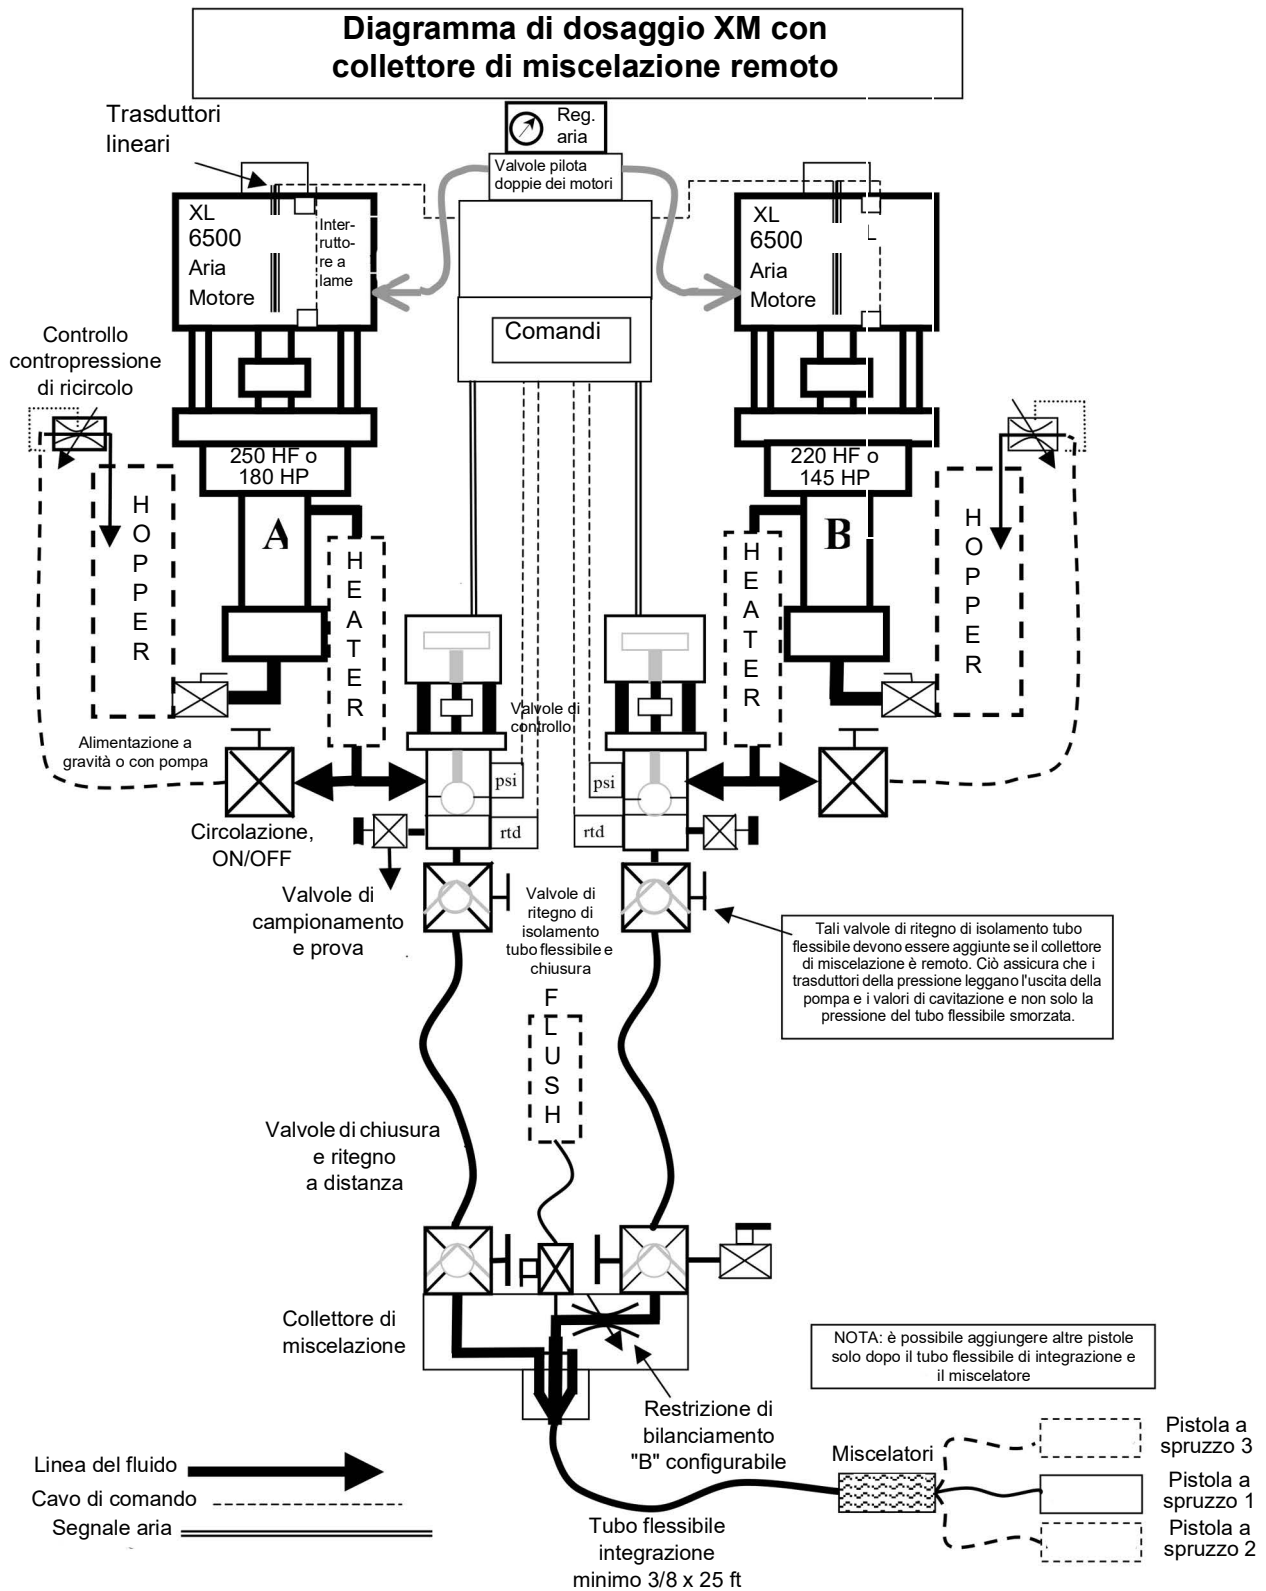 Diagramma di dosaggio XM con
collettore di miscelazione remoto
Trasduttori
lineari
Reg.
aria
Valvole pilota
doppie dei motori
XL
6500
Aria
Motore
Inter-
rutto-
re a
lame
XL
6500
Aria
Motore
Comandi
Controllo
contropressione
di ricircolo
250 HF o
180 HP
220 HF o
145 HP
A
B
H
O
P
P
E
R
H
E
A
T
E
R
H
E
A
T
E
R
H
O
P
P
E
R
Valvole di
controllo
Alimentazione a
gravità o con pompa
psi
psi
rtd
rtd
Circolazione,
ON/OFF
Valvole di
campionamento
e prova
Valvole di
ritegno di
isolamento
tubo flessibile e
chiusura
Tali valvole di ritegno di isolamento tubo
flessibile devono essere aggiunte se il collettore
di miscelazione è remoto. Ciò assicura che i
trasduttori della pressione leggano l'uscita della
pompa e i valori di cavitazione e non solo la
pressione del tubo flessibile smorzata.
F
L
U
S
H
Valvole di chiusura
e ritegno
a distanza
Collettore di
miscelazione
NOTA: è possibile aggiungere altre pistole
solo dopo il tubo flessibile di integrazione e
il miscelatore
Restrizione di
bilanciamento
"B" configurabile
Miscelatori
Pistola a
spruzzo 3
Pistola a
spruzzo 1
Pistola a
spruzzo 2
Linea del fluido
Cavo di comando
Segnale aria
Tubo flessibile
integrazione
minimo 3/8 x 25 ft